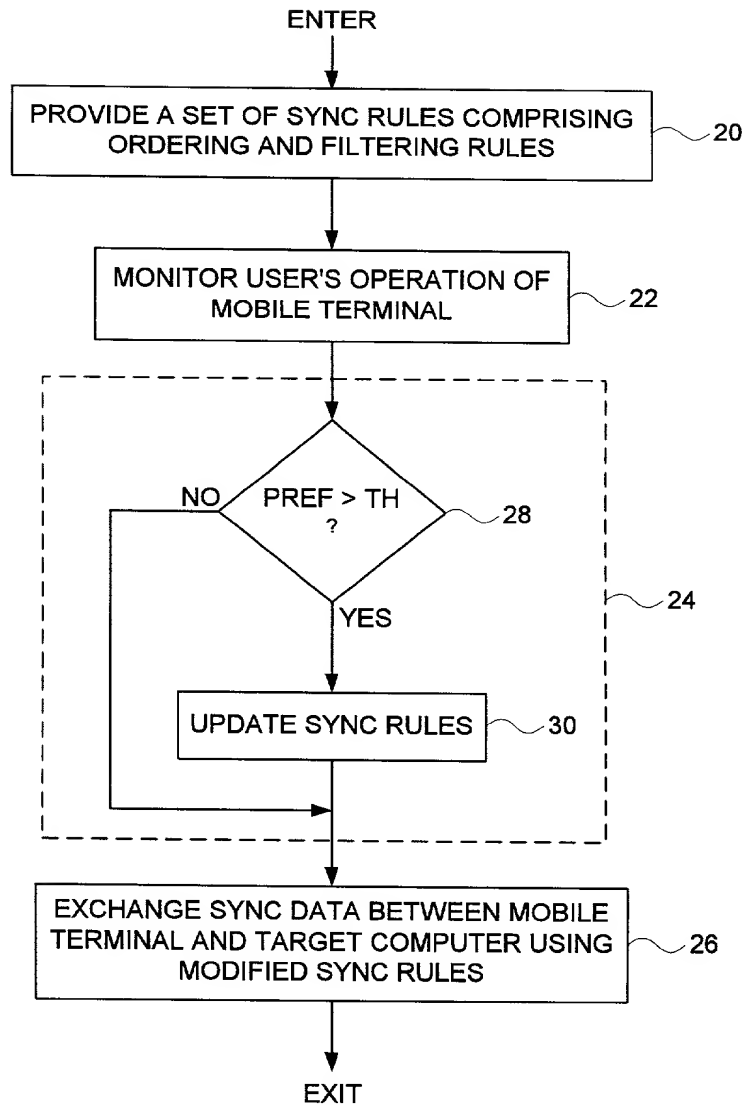 ENTER
PROVIDE A SET OF SYNC RULES COMPRISING
ORDERING AND FILTERING RULES
20
MONITOR USER'S OPERATION OF
MOBILE TERMINAL
22
NO
PREF > TH
?
28
YES
24
UPDATE SYNC RULES
30
EXCHANGE SYNC DATA BETWEEN MOBILE
TERMINAL AND TARGET COMPUTER USING
MODIFIED SYNC RULES
26
EXIT